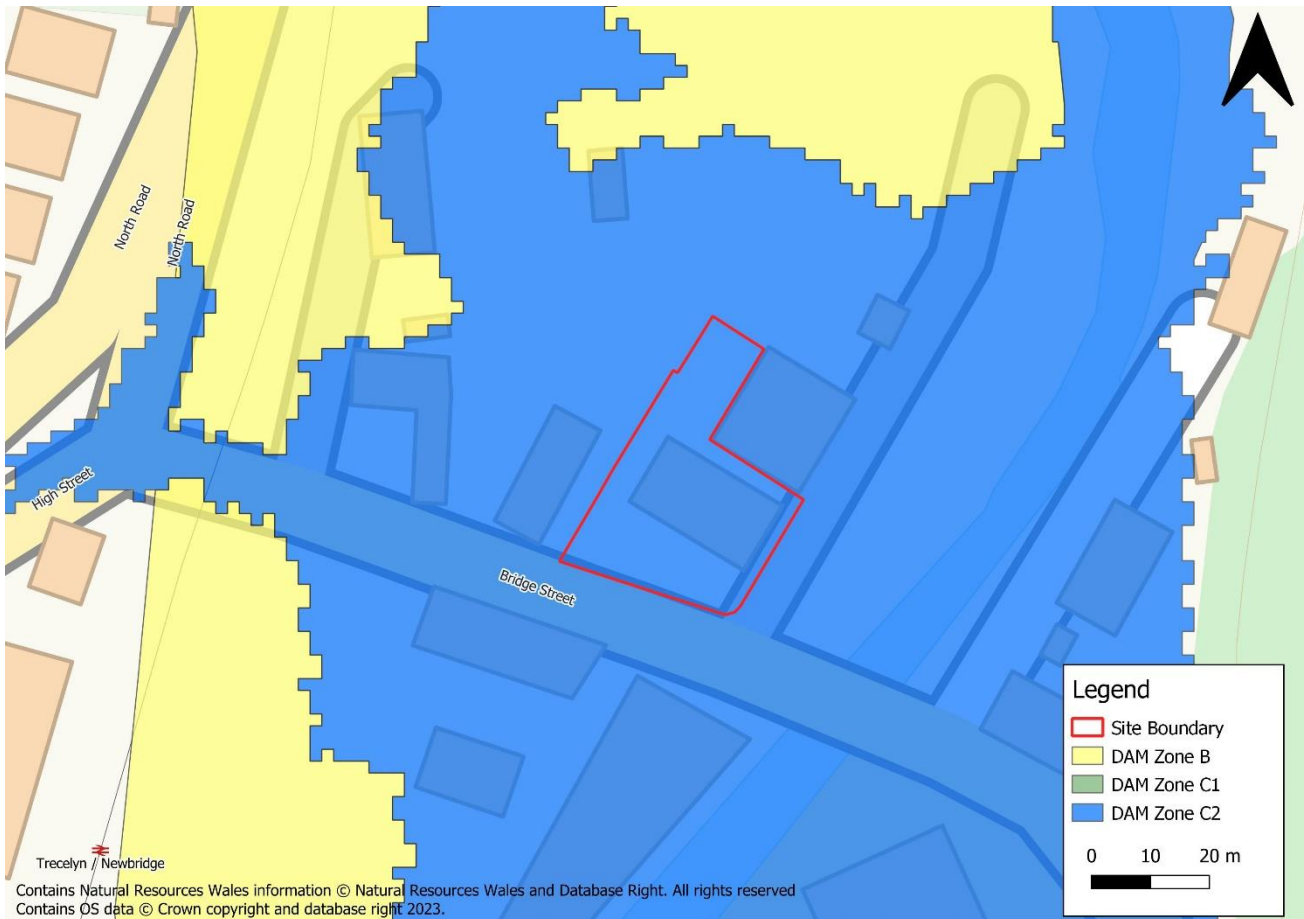 North Road
North Road
High Street
Bridge Street
Legend
Site Boundary
DAM Zone B
DAM Zone C1
DAM Zone C2
0 10 20 m
Trecelyn / Newbridge
Contains Natural Resources Wales information © Natural Resources Wales and Database Right. All rights reserved
Contains OS data © Crown copyright and database right 2023.